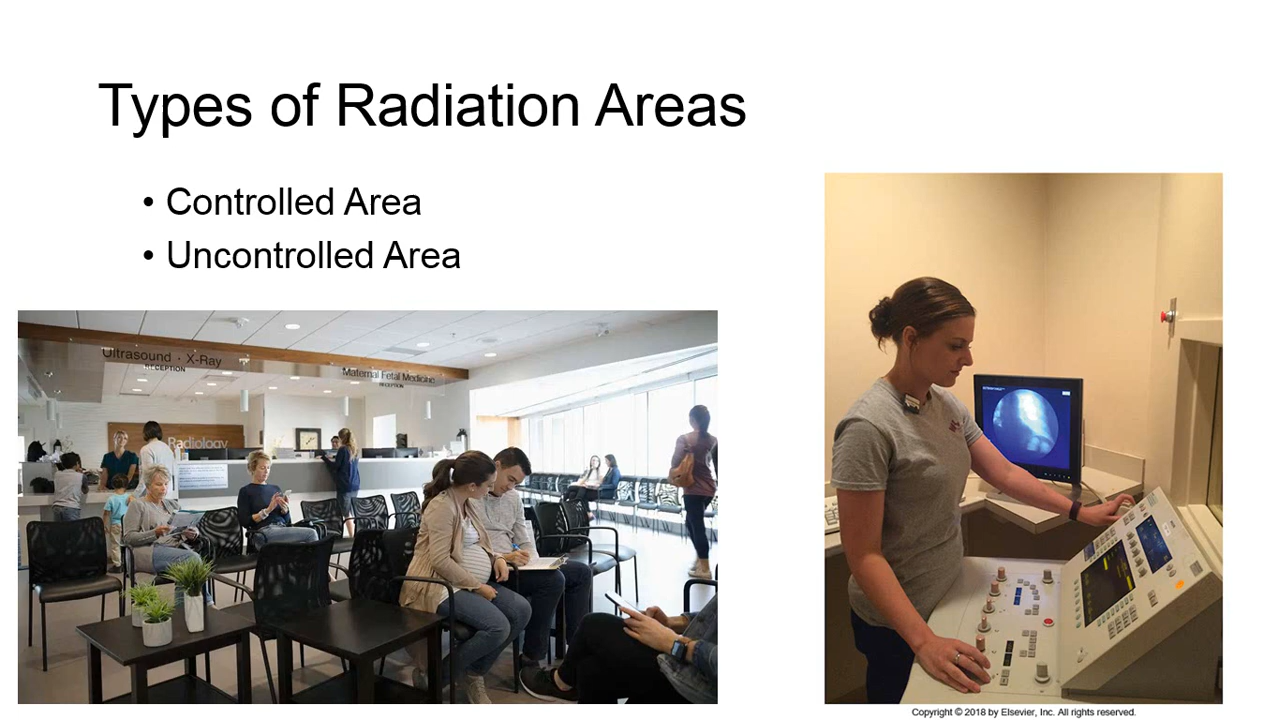 Types of Radiation Areas
• Controlled Area
• Uncontrolled Area
Ultrasound · X-Ray
RECEPTION
Maternal Fetal Medicine
RECEPTION
Radiology
Copyright © 2018 by Elsevier, Inc. All rights reserved.